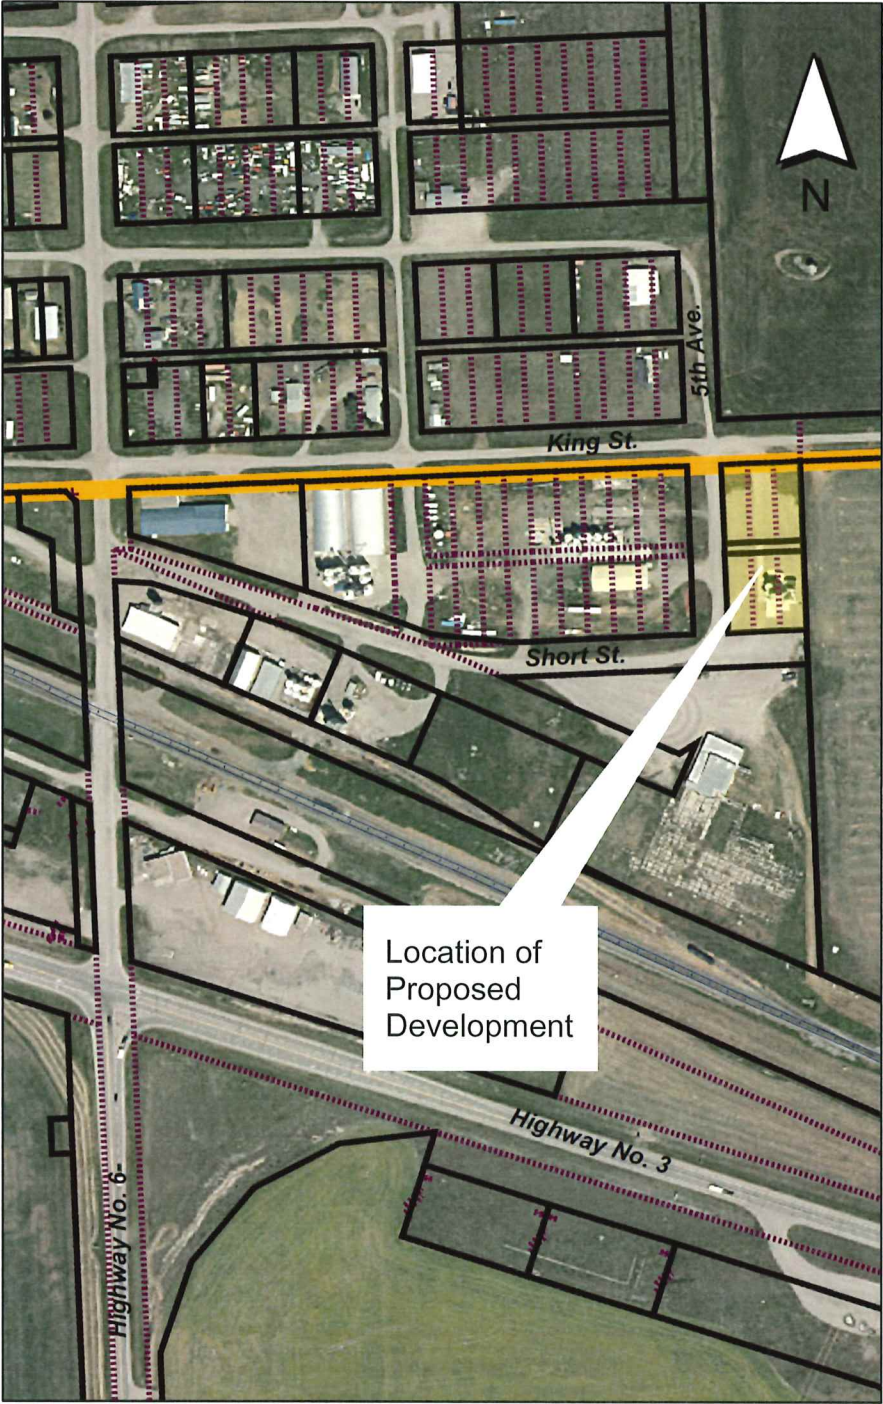 N
5th Ave.
King St.
Short St.
Location of
Proposed
Development
Highway No. 3
Highway No. 6